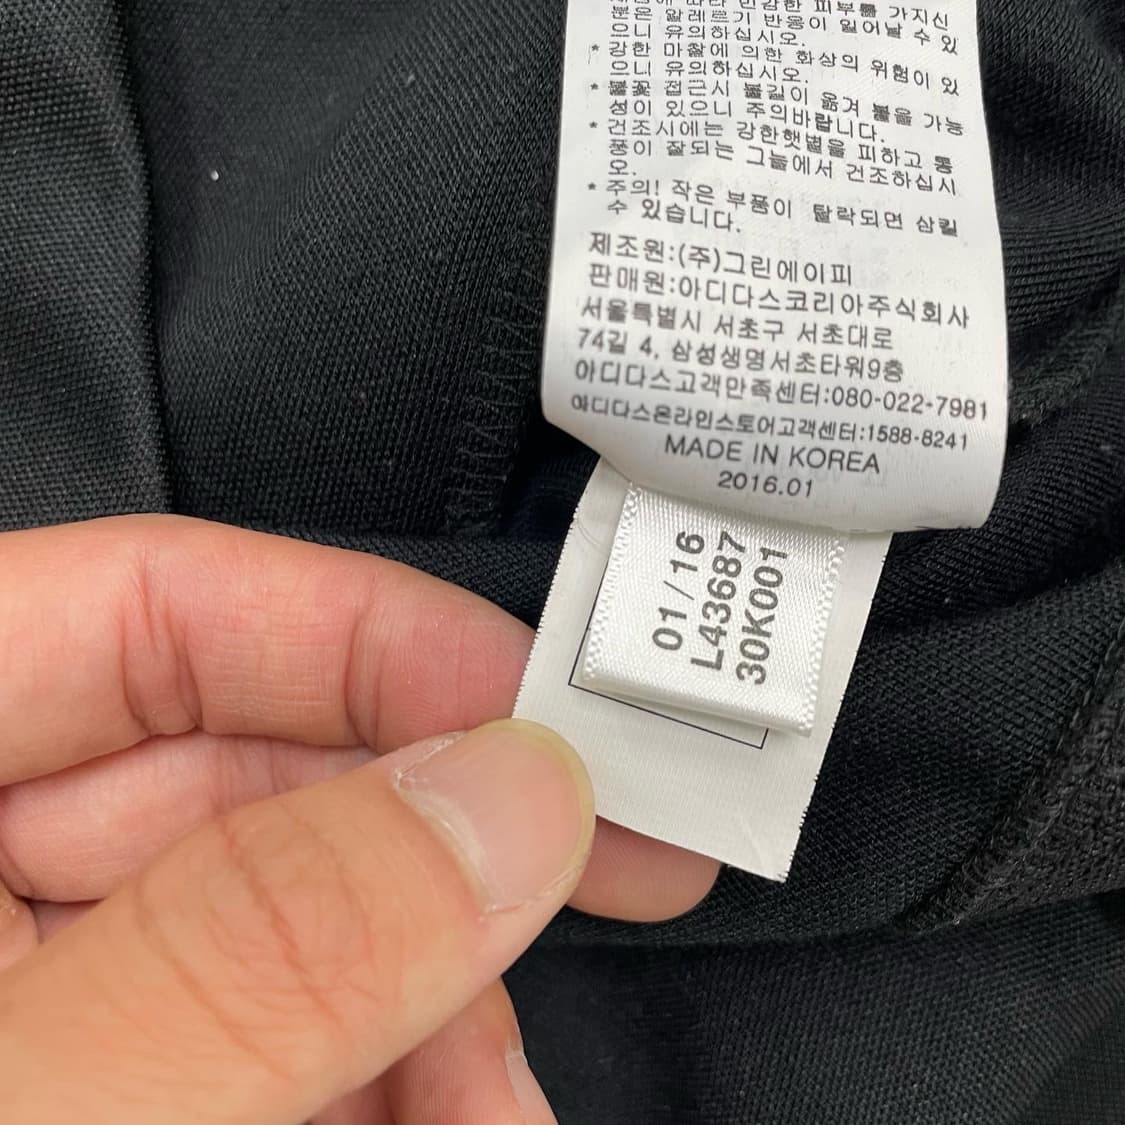 피부를 가지신
분은 알레르기 반응이 일어날 수 있
으니 유의하십시오.
* 강한 마찰에 의한 화상의 위험이 있
으니 유의하십시오.
* 불꽃 접근시 불길이 옮겨 붙을 가능
성이 있으니 주의바랍니다.
* 건조시에는 강한햇볕을 피하고 통
풍이 잘되는 그늘에서 건조하십시
오.
* 주의! 작은 부품이 탈락되면 삼킬
수 있습니다.
제조원:(주)그린에이피
판매원:아디다스코리아주식회사
서울특별시 서초구 서초대로
74길 4, 삼성생명서초타워9층
아디다스고객만족센터:080-022-7981
아디다스온라인스토어고객센터:1588-8241
MADE IN KOREA
2016.01
01/16
L43687
30K001